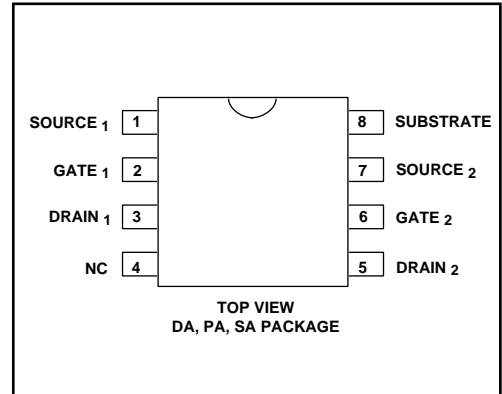 SOURCE 1 1 8 SUBSTRATE
GATE 1 2 7 SOURCE 2
DRAIN 1 3 6 GATE 2
NC 4 5 DRAIN 2
TOP VIEW
DA, PA, SA PACKAGE